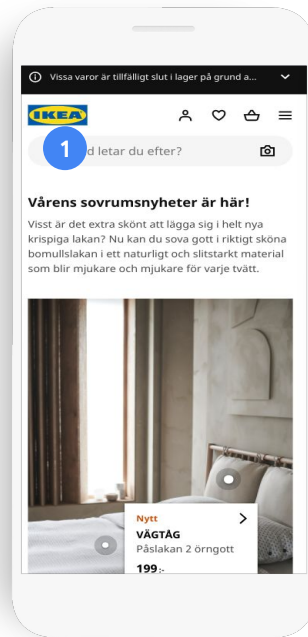 Vissa varor är tillfälligt slut i lager på grund a...
IKEA
1 d letar du efter?
Vårens sovrumsnyheter är här!
Visst är det extra skönt att lägga sig i helt nya
krispiga lakan? Nu kan du sova gott i riktigt sköna
bomullslakan i ett naturligt och slitstarkt material
som blir mjukare och mjukare för varje tvätt.
Nytt
VÄGTÅG
Påslakan 2 örngott
199:-